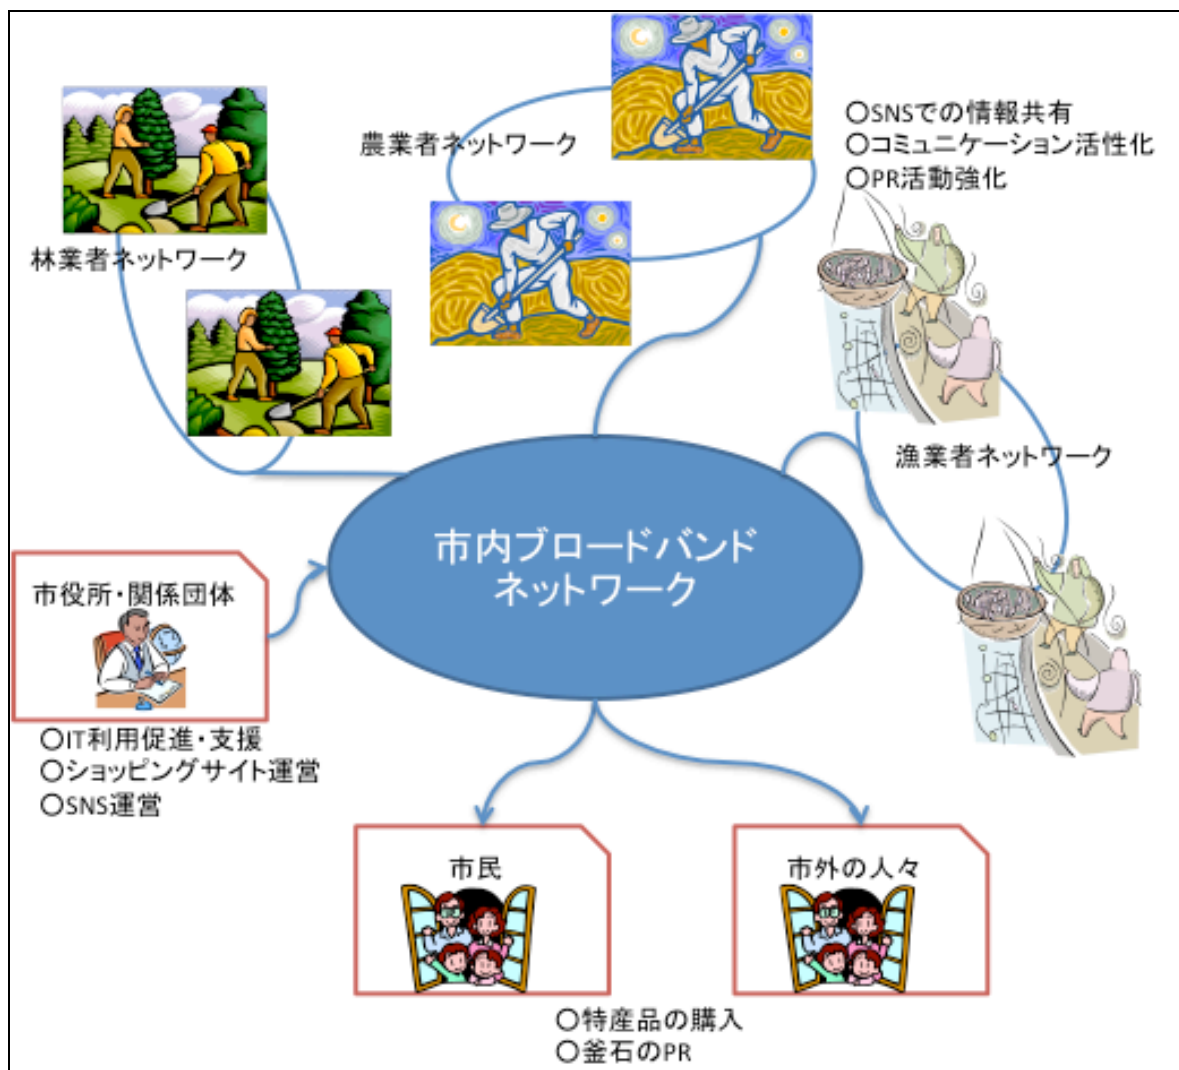 農業者ネットワーク
○SNSでの情報共有
○コミュニケーション活性化
○PR活動強化
林業者ネットワーク
漁業者ネットワーク
市内ブロードバンド
ネットワーク
市役所・関係団体
○IT利用促進・支援
○ショッピングサイト運営
○SNS運営
市民
市外の人々
○特産品の購入
○釜石のPR